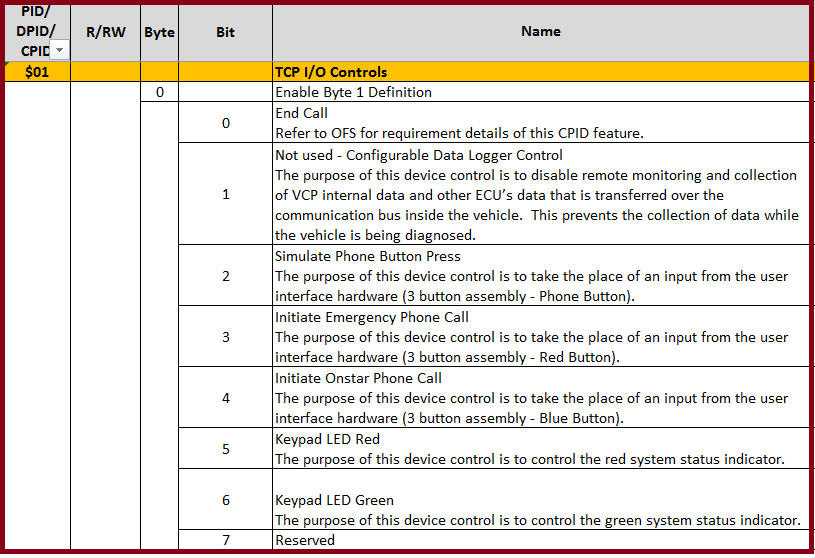 PID/
DPID/
CPID
R/RW
Byte
Bit
Name
$01
TCP I/O Controls
0
Enable Byte 1 Definition
0
End Call
Refer to OFS for requirement details of this CPID feature.
1
Not used - Configurable Data Logger Control
The purpose of this device control is to disable remote monitoring and collection
of VCP internal data and other ECU's data that is transferred over the
communication bus inside the vehicle.  This prevents the collection of data while
the vehicle is being diagnosed.
2
Simulate Phone Button Press
The purpose of this device control is to take the place of an input from the user
interface hardware (3 button assembly - Phone Button).
3
Initiate Emergency Phone Call
The purpose of this device control is to take the place of an input from the user
interface hardware (3 button assembly - Red Button).
4
Initiate Onstar Phone Call
The purpose of this device control is to take the place of an input from the user
interface hardware (3 button assembly - Blue Button).
5
Keypad LED Red
The purpose of this device control is to control the red system status indicator.
6
Keypad LED Green
The purpose of this device control is to control the green system status indicator.
7
Reserved